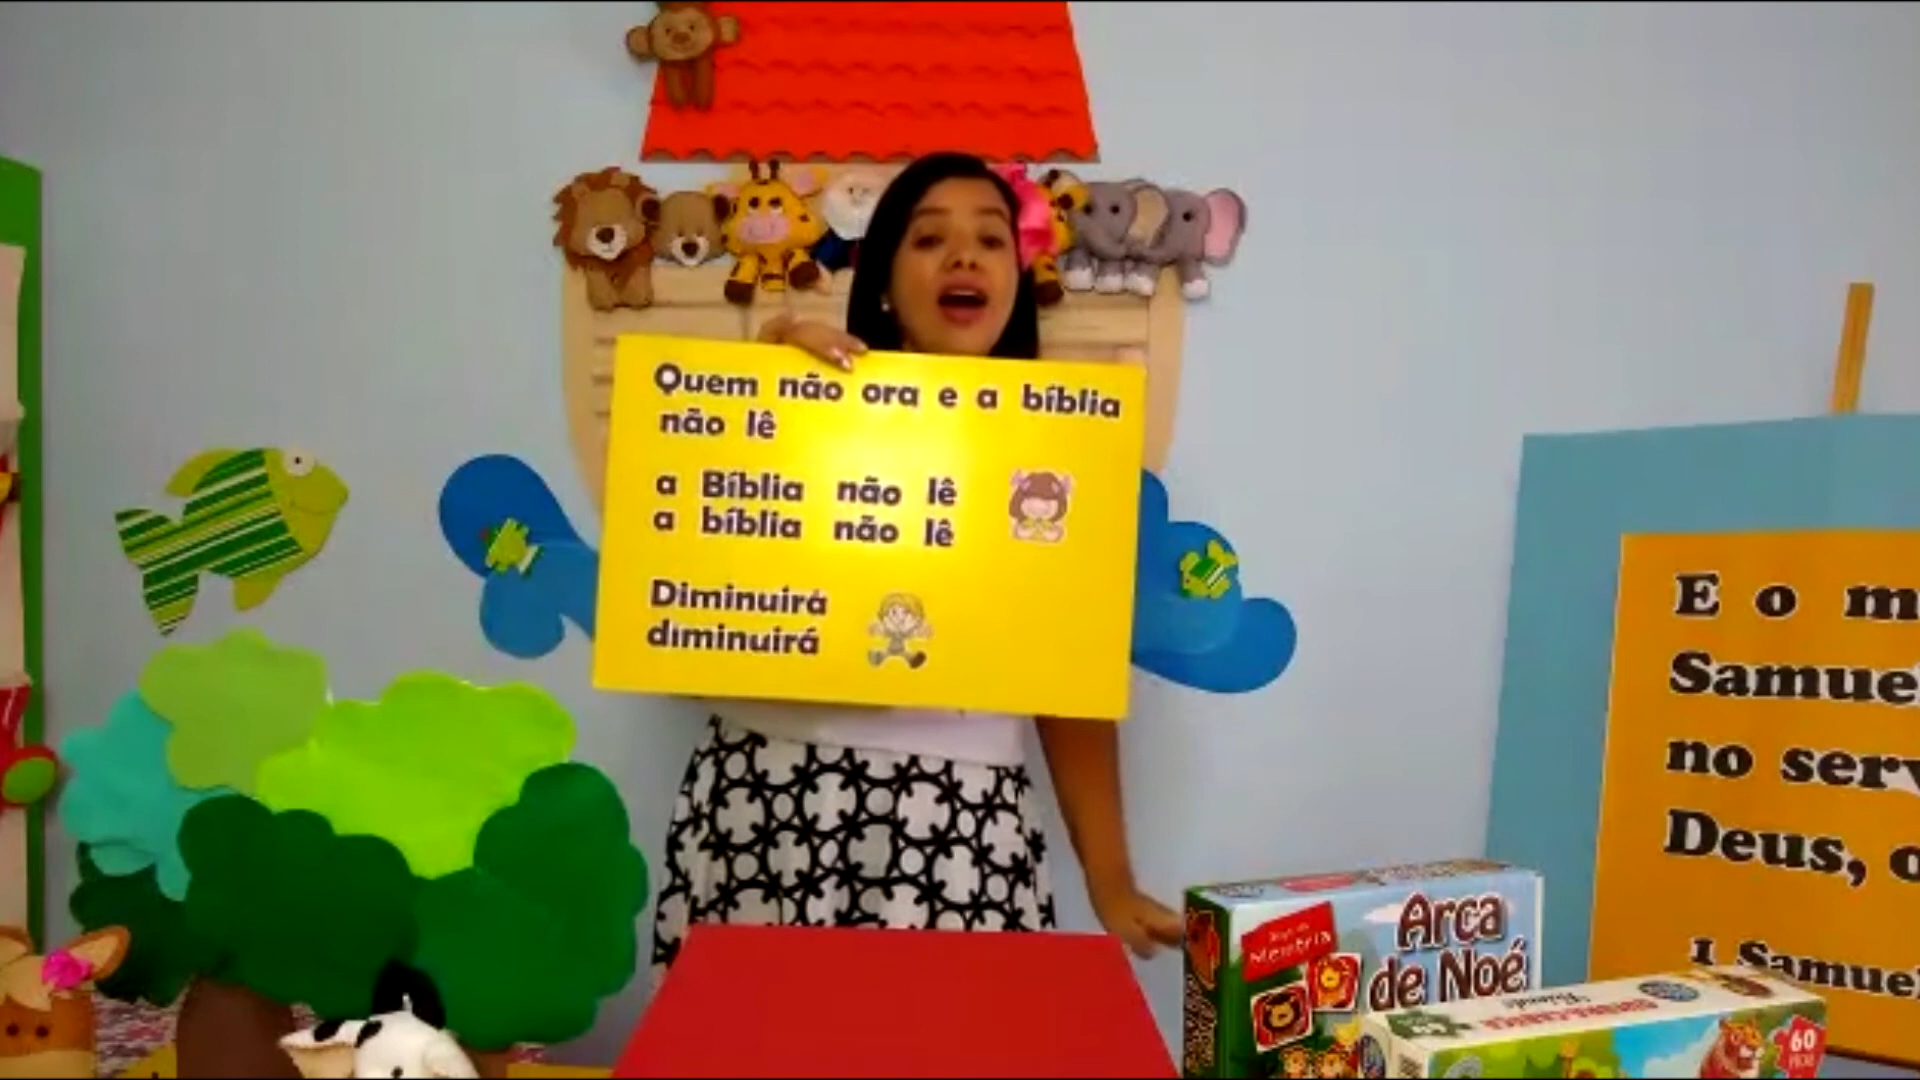 Quem não ora e a bíblia
não lê
a Bíblia não lê
a bíblia não lê
Diminuirá
diminuirá
E o m
Samue
no serv
Deus, o
1 Samue
Memória
Arca
de Noé
60